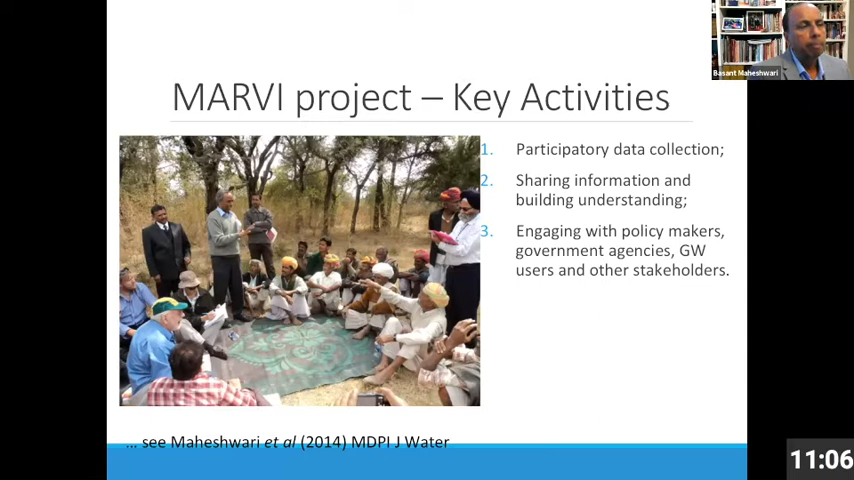 Basant Maheshwari
MARVI project – Key Activities
1. Participatory data collection;
2. Sharing information and
building understanding;
3. Engaging with policy makers,
government agencies, GW
users and other stakeholders.
... see Maheshwari et al (2014) MDPI J Water
11:06